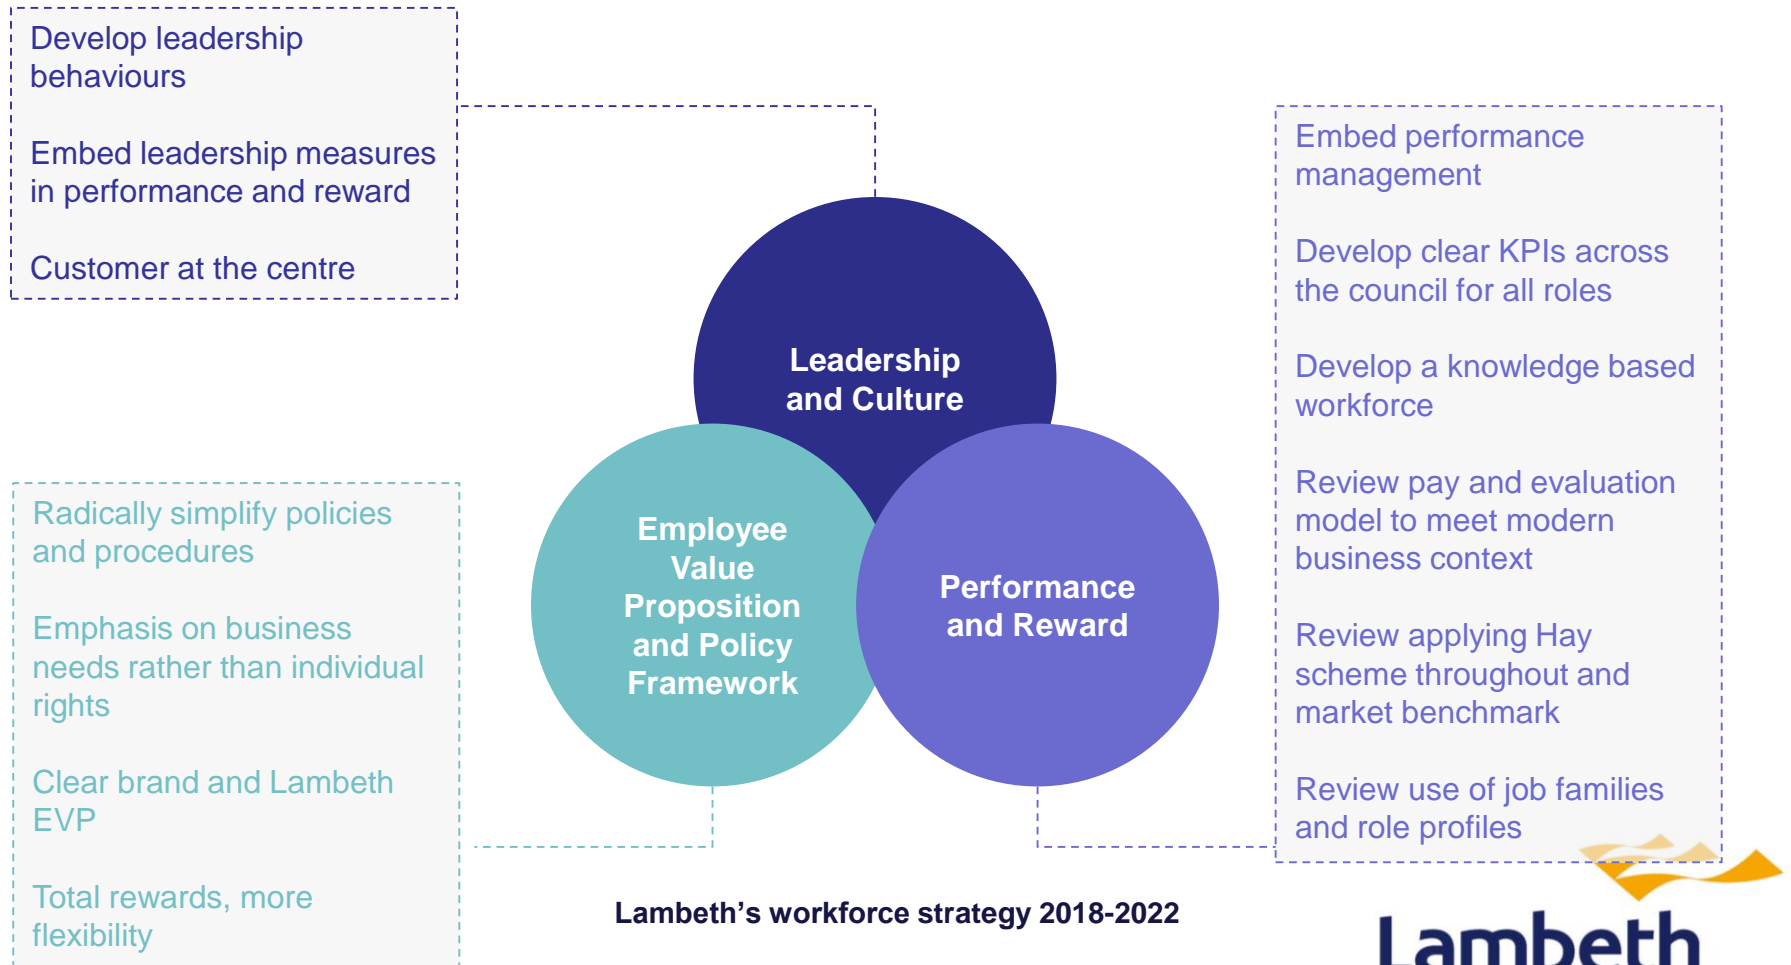 Develop leadership
behaviours
Embed leadership measures
in performance and reward
Customer at the centre
Leadership
and Culture
Embed performance
management
Develop clear KPIs across
the council for all roles
Develop a knowledge based
workforce
Review pay and evaluation
model to meet modern
business context
Review applying Hay
scheme throughout and
market benchmark
Review use of job families
and role profiles
Radically simplify policies
and procedures
Emphasis on business
needs rather than individual
rights
Clear brand and Lambeth
EVP
Total rewards, more
flexibility
Employee
Value
Proposition
and Policy
Framework
Performance
and Reward
Lambeth's workforce strategy 2018-2022
Lambeth